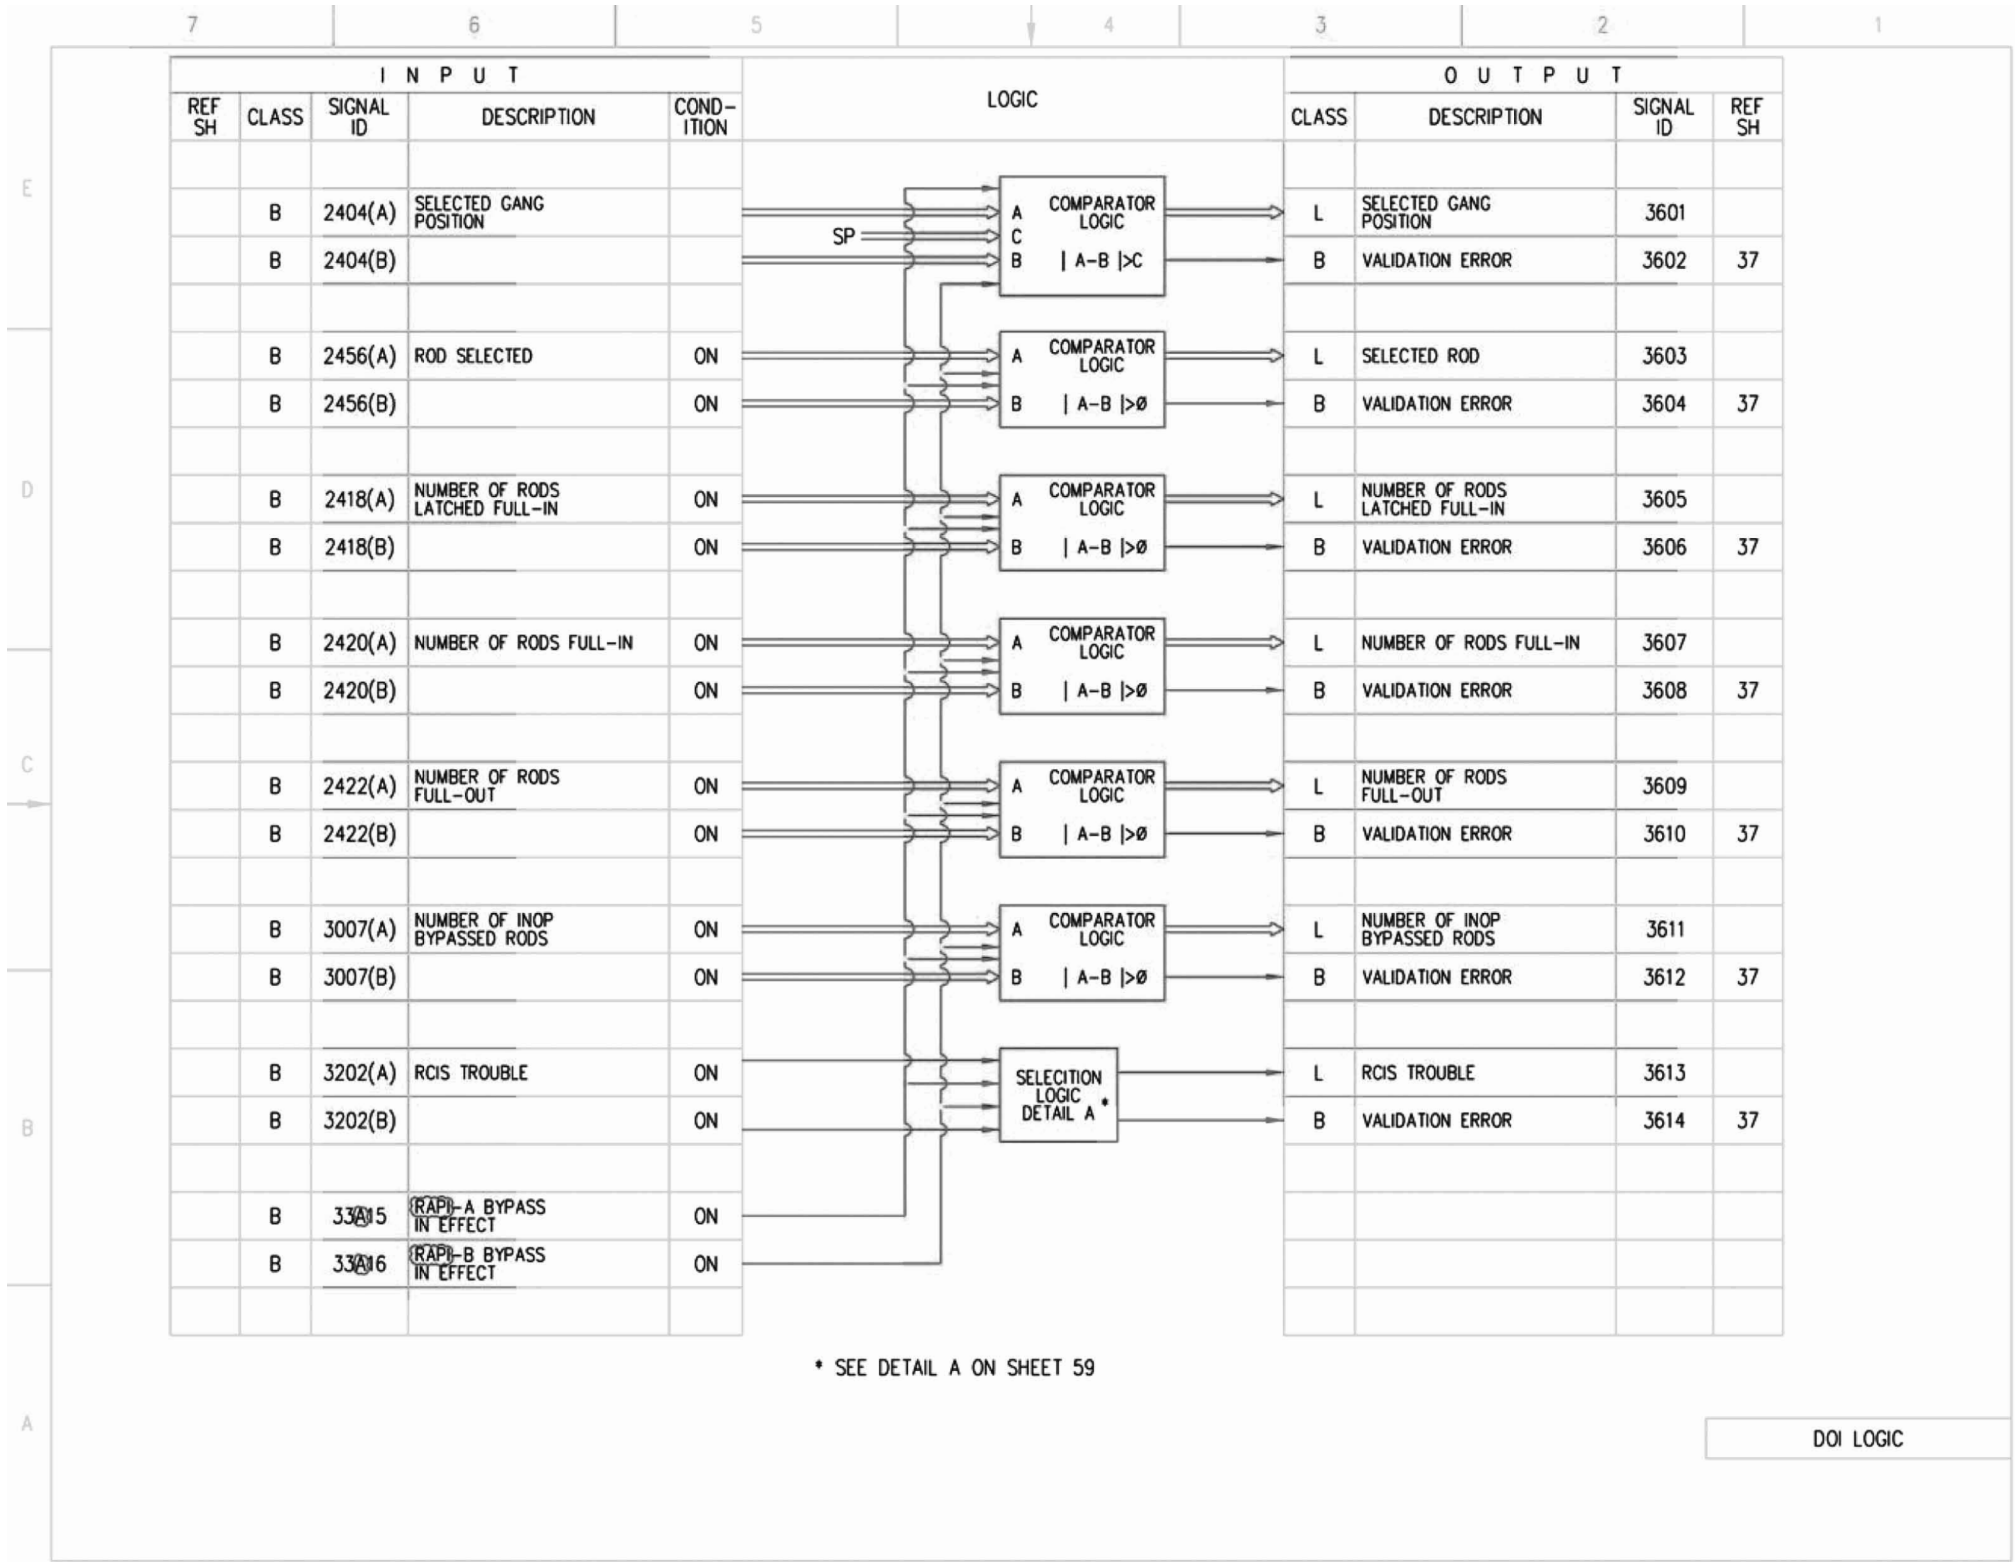 7 6 5 4 3 2 1
I N P U T
LOGIC
O U T P U T
REF SH CLASS SIGNAL ID DESCRIPTION COND-ITION
CLASS DESCRIPTION SIGNAL ID REF SH
E
B 2404(A) SELECTED GANG POSITION
A COMPARATOR LOGIC
L SELECTED GANG POSITION 3601
SP C
B 2404(B)
B | A-B |>C
B VALIDATION ERROR 3602 37
B 2456(A) ROD SELECTED ON
A COMPARATOR LOGIC
L SELECTED ROD 3603
B 2456(B) ON
B | A-B |>Ø
B VALIDATION ERROR 3604 37
D
B 2418(A) NUMBER OF RODS LATCHED FULL-IN ON
A COMPARATOR LOGIC
L NUMBER OF RODS LATCHED FULL-IN 3605
B 2418(B) ON
B | A-B |>Ø
B VALIDATION ERROR 3606 37
B 2420(A) NUMBER OF RODS FULL-IN ON
A COMPARATOR LOGIC
L NUMBER OF RODS FULL-IN 3607
B 2420(B) ON
B | A-B |>Ø
B VALIDATION ERROR 3608 37
C
B 2422(A) NUMBER OF RODS FULL-OUT ON
A COMPARATOR LOGIC
L NUMBER OF RODS FULL-OUT 3609
B 2422(B) ON
B | A-B |>Ø
B VALIDATION ERROR 3610 37
B 3007(A) NUMBER OF INOP BYPASSED RODS ON
A COMPARATOR LOGIC
L NUMBER OF INOP BYPASSED RODS 3611
B 3007(B) ON
B | A-B |>Ø
B VALIDATION ERROR 3612 37
B 3202(A) RCIS TROUBLE ON
SELECITION LOGIC DETAIL A *
L RCIS TROUBLE 3613
B
B 3202(B) ON
B VALIDATION ERROR 3614 37
B 33A15 RAPI-A BYPASS IN EFFECT ON
B 33A16 RAPI-B BYPASS IN EFFECT ON
* SEE DETAIL A ON SHEET 59
A
DOI LOGIC